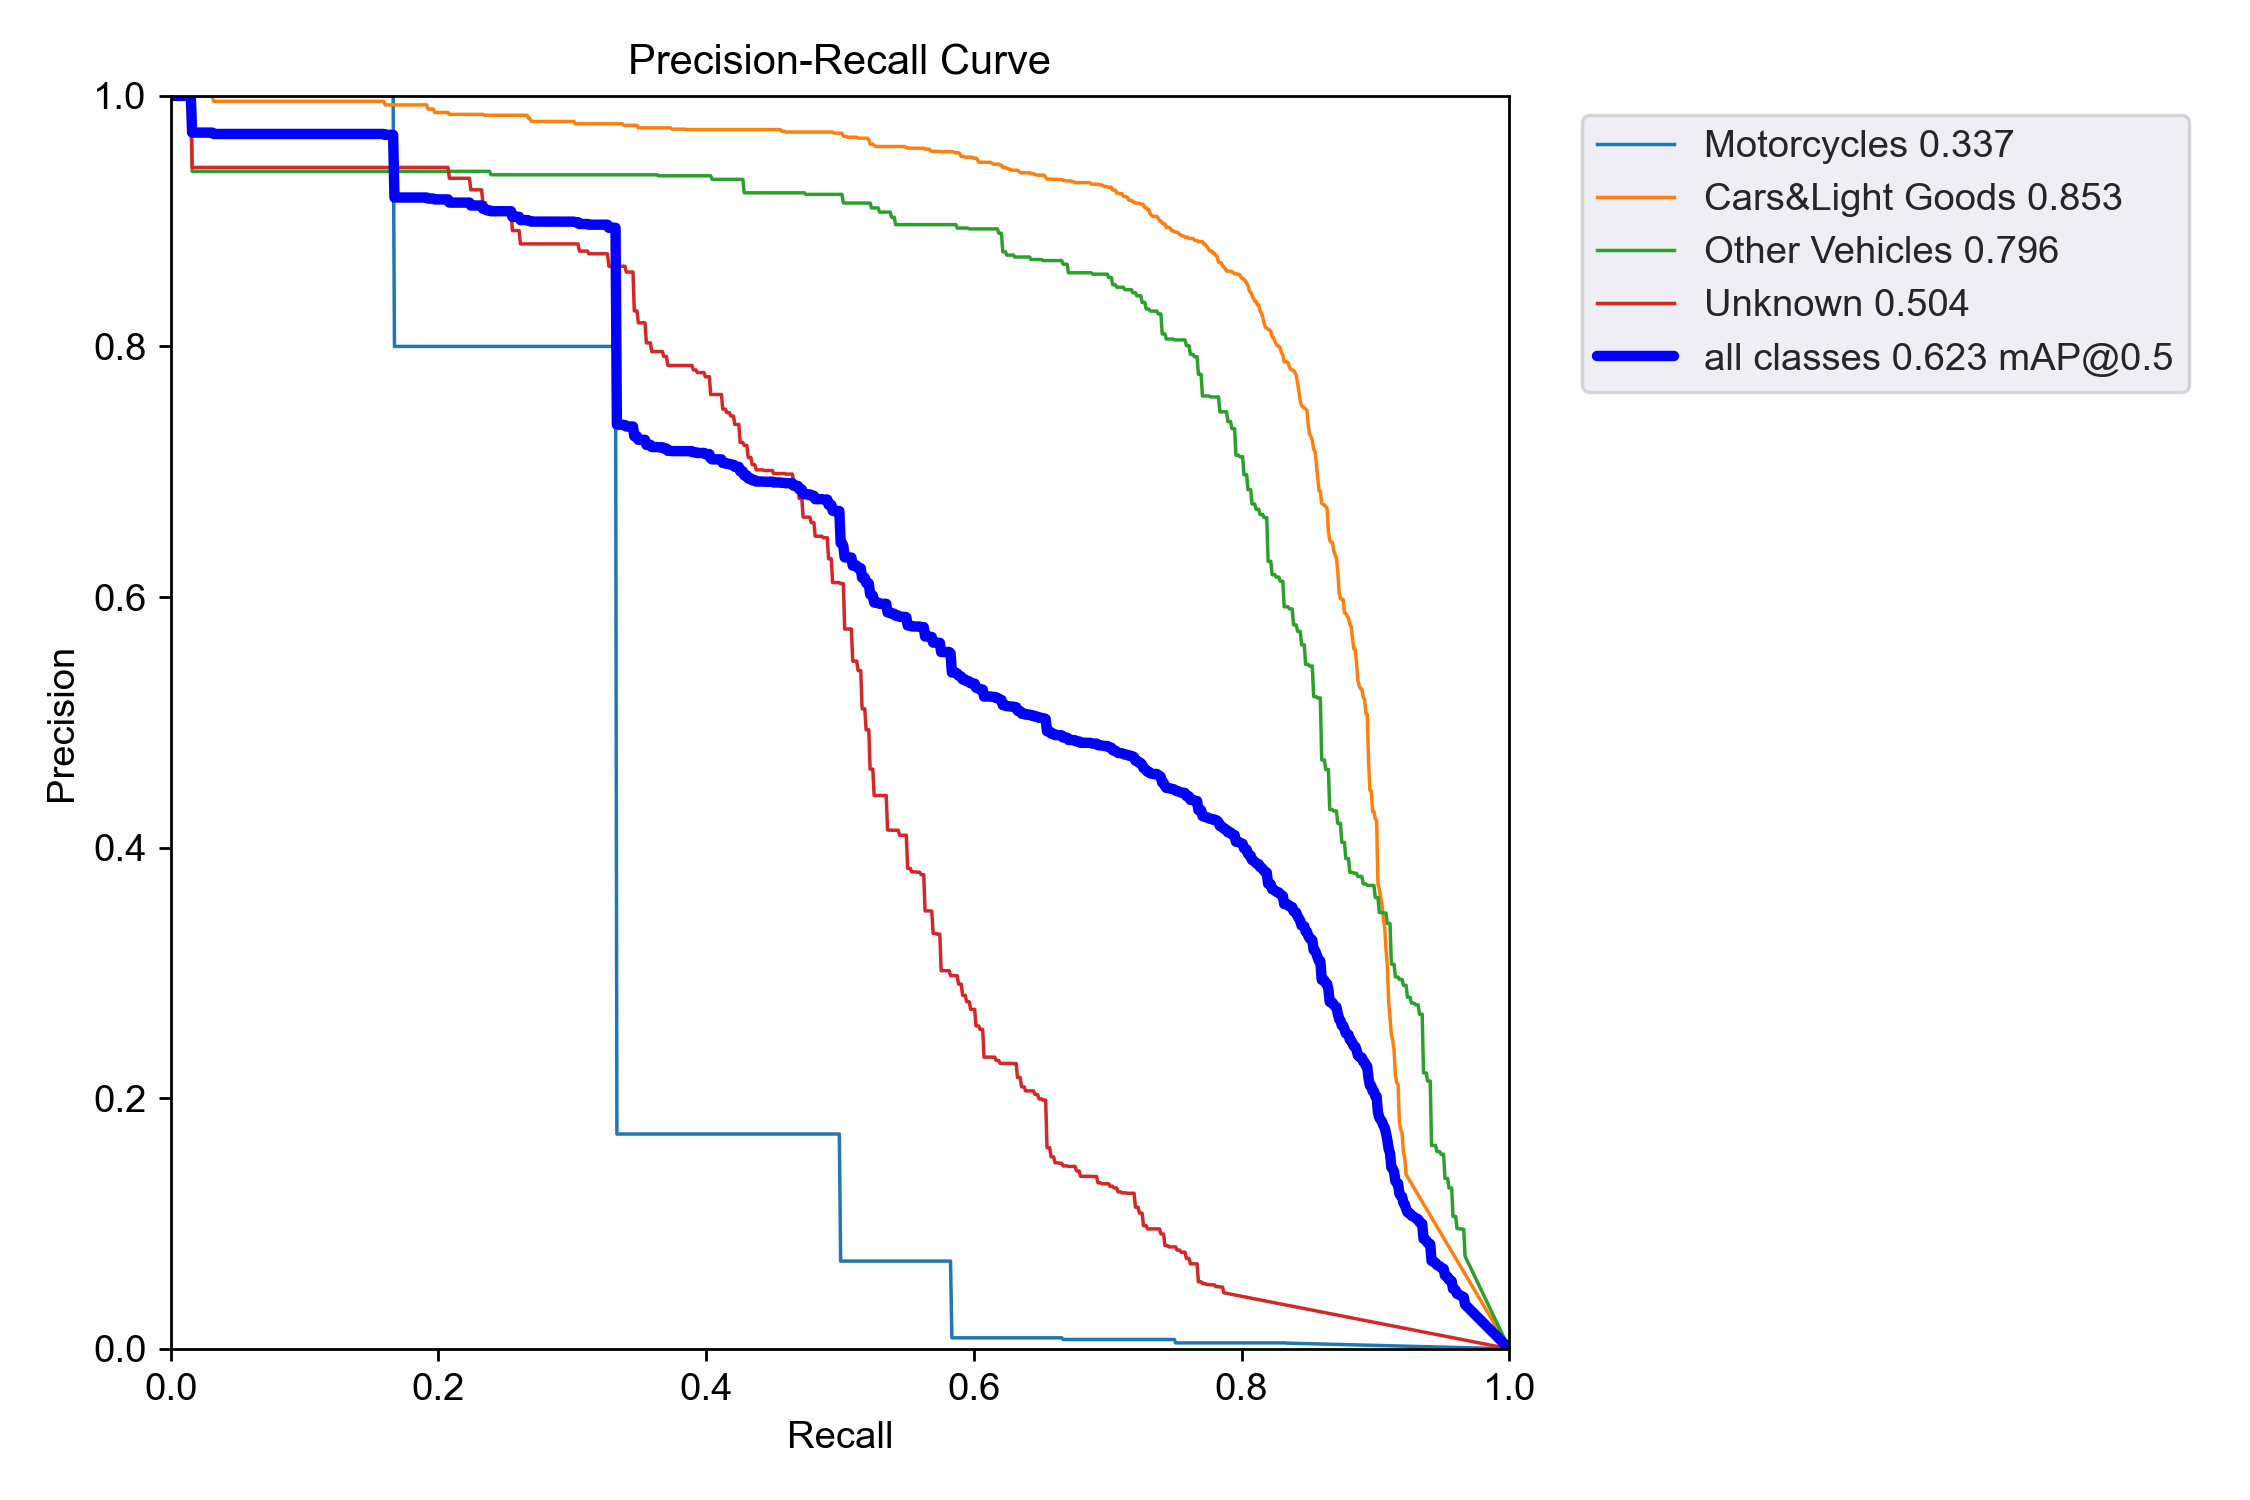 Precision-Recall Curve
1.0
0.8
0.6
0.4
0.2
0.0
Precision
0.0 0.2 0.4 0.6 0.8 1.0
Recall
Motorcycles 0.337
Cars&Light Goods 0.853
Other Vehicles 0.796
Unknown 0.504
all classes 0.623 mAP@0.5